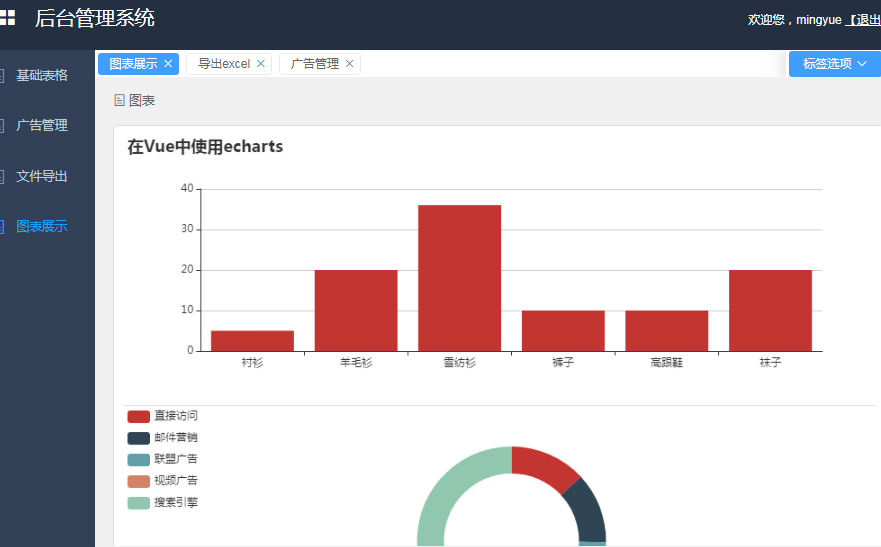 后台管理系统
欢迎您，mingyue 【退出
基础表格
广告管理
文件导出
图表展示
图表展示 × 导出excel × 广告管理 ×
标签选项
图表
在Vue中使用echarts
40
30
20
10
0
衬衫 羊毛衫 雪纺衫 裤子 高跟鞋 袜子
直接访问
邮件营销
联盟广告
视频广告
搜索引擎